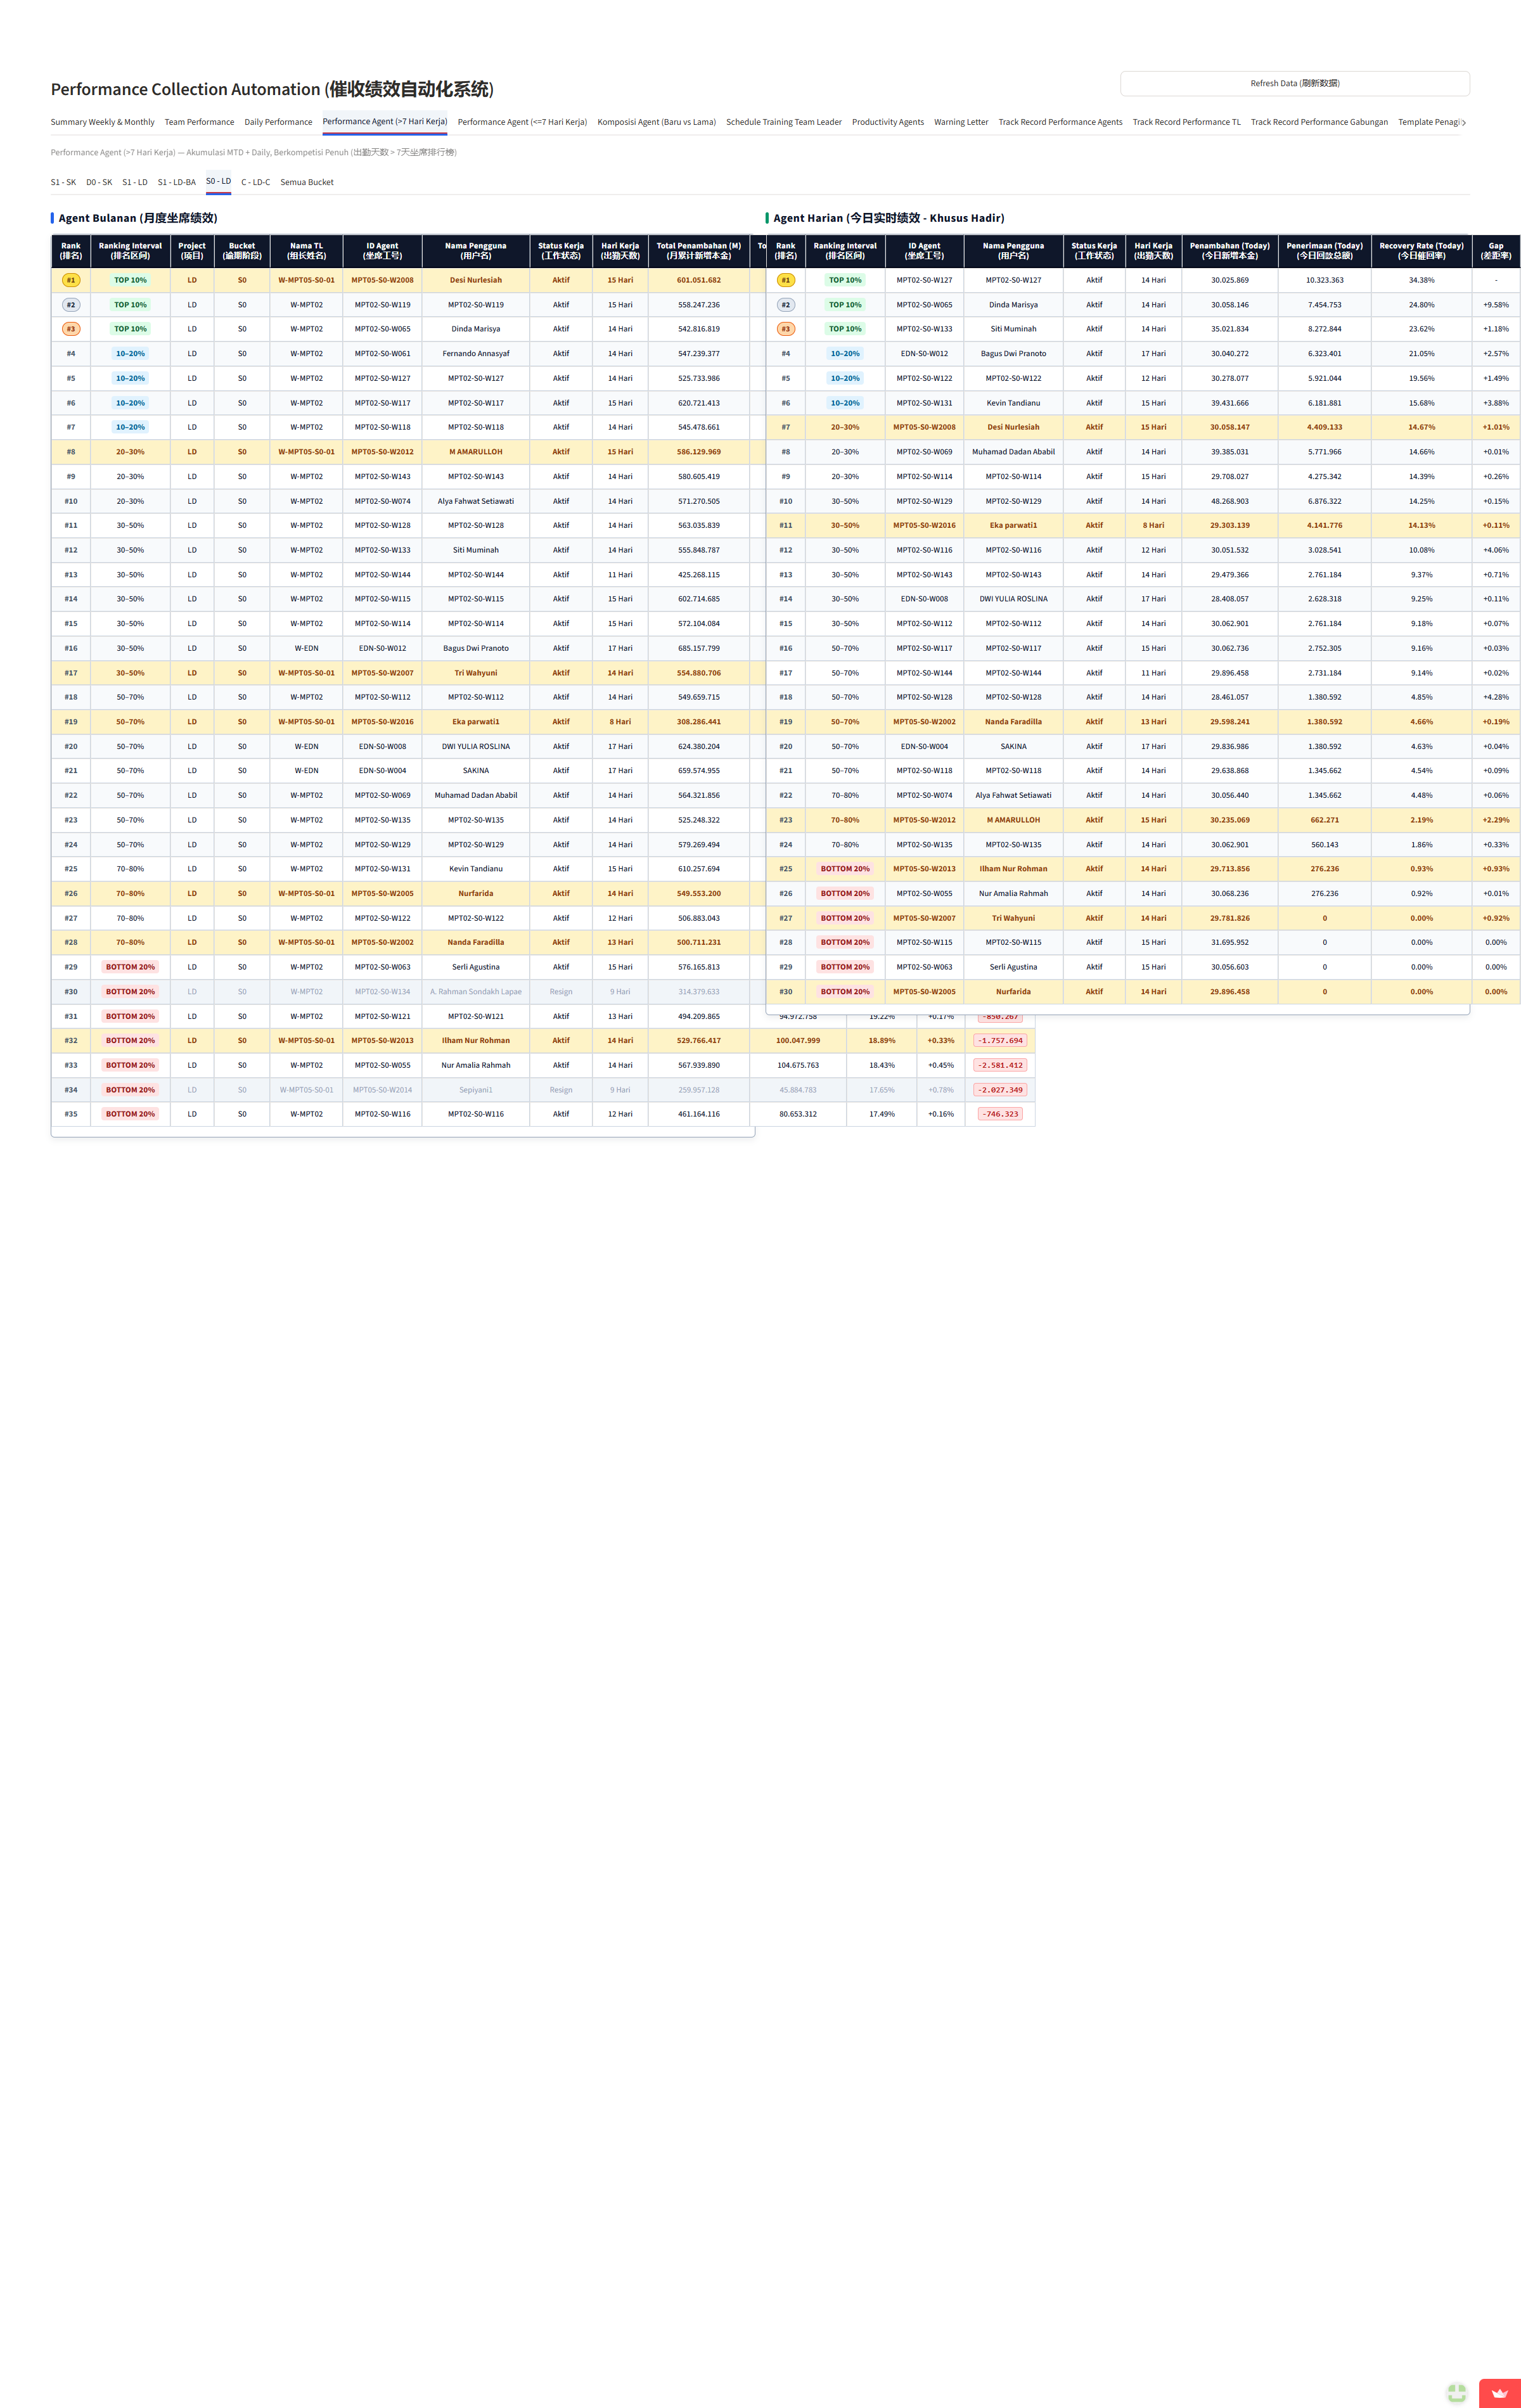 Performance Collection Automation (催收绩效自动化系统)
Refresh Data (刷新数据)
Summary Weekly & Monthly Team Performance Daily Performance Performance Agent (>7 Hari Kerja) Performance Agent (<=7 Hari Kerja) Komposisi Agent (Baru vs Lama) Schedule Training Team Leader Productivity Agents Warning Letter Track Record Performance Agents Track Record Performance TL Track Record Performance Gabungan Template Penagi
Performance Agent (>7 Hari Kerja) — Akumulasi MTD + Daily, Berkompetisi Penuh (出勤天数 > 7天坐席排行榜)
S1 - SK D0 - SK S1 - LD S1 - LD-BA S0 - LD C - LD-C Semua Bucket
Agent Bulanan (月度坐席绩效)
Rank Ranking Interval Project Bucket Nama TL ID Agent Nama Pengguna Status Kerja Hari Kerja Total Penambahan (M) To
(排名) (排名区间) (项目) (逾期阶段) (组长姓名) (坐席工号) (用户名) (工作状态) (出勤天数) (月累计新增本金)
#1 TOP 10% LD S0 W-MPT05-S0-01 MPT05-S0-W2008 Desi Nurlesiah Aktif 15 Hari 601.051.682
#2 TOP 10% LD S0 W-MPT02 MPT02-S0-W119 MPT02-S0-W119 Aktif 15 Hari 558.247.236
#3 TOP 10% LD S0 W-MPT02 MPT02-S0-W065 Dinda Marisya Aktif 14 Hari 542.816.819
#4 10–20% LD S0 W-MPT02 MPT02-S0-W061 Fernando Annasyaf Aktif 14 Hari 547.239.377
#5 10–20% LD S0 W-MPT02 MPT02-S0-W127 MPT02-S0-W127 Aktif 14 Hari 525.733.986
#6 10–20% LD S0 W-MPT02 MPT02-S0-W117 MPT02-S0-W117 Aktif 15 Hari 620.721.413
#7 10–20% LD S0 W-MPT02 MPT02-S0-W118 MPT02-S0-W118 Aktif 14 Hari 545.478.661
#8 20–30% LD S0 W-MPT05-S0-01 MPT05-S0-W2012 M AMARULLOH Aktif 15 Hari 586.129.969
#9 20–30% LD S0 W-MPT02 MPT02-S0-W143 MPT02-S0-W143 Aktif 14 Hari 580.605.419
#10 20–30% LD S0 W-MPT02 MPT02-S0-W074 Alya Fahwat Setiawati Aktif 14 Hari 571.270.505
#11 30–50% LD S0 W-MPT02 MPT02-S0-W128 MPT02-S0-W128 Aktif 14 Hari 563.035.839
#12 30–50% LD S0 W-MPT02 MPT02-S0-W133 Siti Muminah Aktif 14 Hari 555.848.787
#13 30–50% LD S0 W-MPT02 MPT02-S0-W144 MPT02-S0-W144 Aktif 11 Hari 425.268.115
#14 30–50% LD S0 W-MPT02 MPT02-S0-W115 MPT02-S0-W115 Aktif 15 Hari 602.714.685
#15 30–50% LD S0 W-MPT02 MPT02-S0-W114 MPT02-S0-W114 Aktif 15 Hari 572.104.084
#16 30–50% LD S0 W-EDN EDN-S0-W012 Bagus Dwi Pranoto Aktif 17 Hari 685.157.799
#17 30–50% LD S0 W-MPT05-S0-01 MPT05-S0-W2007 Tri Wahyuni Aktif 14 Hari 554.880.706
#18 50–70% LD S0 W-MPT02 MPT02-S0-W112 MPT02-S0-W112 Aktif 14 Hari 549.659.715
#19 50–70% LD S0 W-MPT05-S0-01 MPT05-S0-W2016 Eka parwati1 Aktif 8 Hari 308.286.441
#20 50–70% LD S0 W-EDN EDN-S0-W008 DWI YULIA ROSLINA Aktif 17 Hari 624.380.204
#21 50–70% LD S0 W-EDN EDN-S0-W004 SAKINA Aktif 17 Hari 659.574.955
#22 50–70% LD S0 W-MPT02 MPT02-S0-W069 Muhamad Dadan Ababil Aktif 14 Hari 564.321.856
#23 50–70% LD S0 W-MPT02 MPT02-S0-W135 MPT02-S0-W135 Aktif 14 Hari 525.248.322
#24 50–70% LD S0 W-MPT02 MPT02-S0-W129 MPT02-S0-W129 Aktif 14 Hari 579.269.494
#25 70–80% LD S0 W-MPT02 MPT02-S0-W131 Kevin Tandianu Aktif 15 Hari 610.257.694
#26 70–80% LD S0 W-MPT05-S0-01 MPT05-S0-W2005 Nurfarida Aktif 14 Hari 549.553.200
#27 70–80% LD S0 W-MPT02 MPT02-S0-W122 MPT02-S0-W122 Aktif 12 Hari 506.883.043
#28 70–80% LD S0 W-MPT05-S0-01 MPT05-S0-W2002 Nanda Faradilla Aktif 13 Hari 500.711.231
#29 BOTTOM 20% LD S0 W-MPT02 MPT02-S0-W063 Serli Agustina Aktif 15 Hari 576.165.813
#30 BOTTOM 20% LD S0 W-MPT02 MPT02-S0-W134 A. Rahman Sondakh Lapae Resign 9 Hari 314.379.633
#31 BOTTOM 20% LD S0 W-MPT02 MPT02-S0-W121 MPT02-S0-W121 Aktif 13 Hari 494.209.865 94.972.758 19.22% +0.17% -850.267
#32 BOTTOM 20% LD S0 W-MPT05-S0-01 MPT05-S0-W2013 Ilham Nur Rohman Aktif 14 Hari 529.766.417 100.047.999 18.89% +0.33% -1.757.694
#33 BOTTOM 20% LD S0 W-MPT02 MPT02-S0-W055 Nur Amalia Rahmah Aktif 14 Hari 567.939.890 104.675.763 18.43% +0.45% -2.581.412
#34 BOTTOM 20% LD S0 W-MPT05-S0-01 MPT05-S0-W2014 Sepiyani1 Resign 9 Hari 259.957.128 45.884.783 17.65% +0.78% -2.027.349
#35 BOTTOM 20% LD S0 W-MPT02 MPT02-S0-W116 MPT02-S0-W116 Aktif 12 Hari 461.164.116 80.653.312 17.49% +0.16% -746.323
Agent Harian (今日实时绩效 - Khusus Hadir)
Rank Ranking Interval ID Agent Nama Pengguna Status Kerja Hari Kerja Penambahan (Today) Penerimaan (Today) Recovery Rate (Today) Gap
(排名) (排名区间) (坐席工号) (用户名) (工作状态) (出勤天数) (今日新增本金) (今日回款总额) (今日催回率) (差距率)
#1 TOP 10% MPT02-S0-W127 MPT02-S0-W127 Aktif 14 Hari 30.025.869 10.323.363 34.38% -
#2 TOP 10% MPT02-S0-W065 Dinda Marisya Aktif 14 Hari 30.058.146 7.454.753 24.80% +9.58%
#3 TOP 10% MPT02-S0-W133 Siti Muminah Aktif 14 Hari 35.021.834 8.272.844 23.62% +1.18%
#4 10–20% EDN-S0-W012 Bagus Dwi Pranoto Aktif 17 Hari 30.040.272 6.323.401 21.05% +2.57%
#5 10–20% MPT02-S0-W122 MPT02-S0-W122 Aktif 12 Hari 30.278.077 5.921.044 19.56% +1.49%
#6 10–20% MPT02-S0-W131 Kevin Tandianu Aktif 15 Hari 39.431.666 6.181.881 15.68% +3.88%
#7 20–30% MPT05-S0-W2008 Desi Nurlesiah Aktif 15 Hari 30.058.147 4.409.133 14.67% +1.01%
#8 20–30% MPT02-S0-W069 Muhamad Dadan Ababil Aktif 14 Hari 39.385.031 5.771.966 14.66% +0.01%
#9 20–30% MPT02-S0-W114 MPT02-S0-W114 Aktif 15 Hari 29.708.027 4.275.342 14.39% +0.26%
#10 30–50% MPT02-S0-W129 MPT02-S0-W129 Aktif 14 Hari 48.268.903 6.876.322 14.25% +0.15%
#11 30–50% MPT05-S0-W2016 Eka parwati1 Aktif 8 Hari 29.303.139 4.141.776 14.13% +0.11%
#12 30–50% MPT02-S0-W116 MPT02-S0-W116 Aktif 12 Hari 30.051.532 3.028.541 10.08% +4.06%
#13 30–50% MPT02-S0-W143 MPT02-S0-W143 Aktif 14 Hari 29.479.366 2.761.184 9.37% +0.71%
#14 30–50% EDN-S0-W008 DWI YULIA ROSLINA Aktif 17 Hari 28.408.057 2.628.318 9.25% +0.11%
#15 30–50% MPT02-S0-W112 MPT02-S0-W112 Aktif 14 Hari 30.062.901 2.761.184 9.18% +0.07%
#16 50–70% MPT02-S0-W117 MPT02-S0-W117 Aktif 15 Hari 30.062.736 2.752.305 9.16% +0.03%
#17 50–70% MPT02-S0-W144 MPT02-S0-W144 Aktif 11 Hari 29.896.458 2.731.184 9.14% +0.02%
#18 50–70% MPT02-S0-W128 MPT02-S0-W128 Aktif 14 Hari 28.461.057 1.380.592 4.85% +4.28%
#19 50–70% MPT05-S0-W2002 Nanda Faradilla Aktif 13 Hari 29.598.241 1.380.592 4.66% +0.19%
#20 50–70% EDN-S0-W004 SAKINA Aktif 17 Hari 29.836.986 1.380.592 4.63% +0.04%
#21 50–70% MPT02-S0-W118 MPT02-S0-W118 Aktif 14 Hari 29.638.868 1.345.662 4.54% +0.09%
#22 70–80% MPT02-S0-W074 Alya Fahwat Setiawati Aktif 14 Hari 30.056.440 1.345.662 4.48% +0.06%
#23 70–80% MPT05-S0-W2012 M AMARULLOH Aktif 15 Hari 30.235.069 662.271 2.19% +2.29%
#24 70–80% MPT02-S0-W135 MPT02-S0-W135 Aktif 14 Hari 30.062.901 560.143 1.86% +0.33%
#25 BOTTOM 20% MPT05-S0-W2013 Ilham Nur Rohman Aktif 14 Hari 29.713.856 276.236 0.93% +0.93%
#26 BOTTOM 20% MPT02-S0-W055 Nur Amalia Rahmah Aktif 14 Hari 30.068.236 276.236 0.92% +0.01%
#27 BOTTOM 20% MPT05-S0-W2007 Tri Wahyuni Aktif 14 Hari 29.781.826 0 0.00% +0.92%
#28 BOTTOM 20% MPT02-S0-W115 MPT02-S0-W115 Aktif 15 Hari 31.695.952 0 0.00% 0.00%
#29 BOTTOM 20% MPT02-S0-W063 Serli Agustina Aktif 15 Hari 30.056.603 0 0.00% 0.00%
#30 BOTTOM 20% MPT05-S0-W2005 Nurfarida Aktif 14 Hari 29.896.458 0 0.00% 0.00%